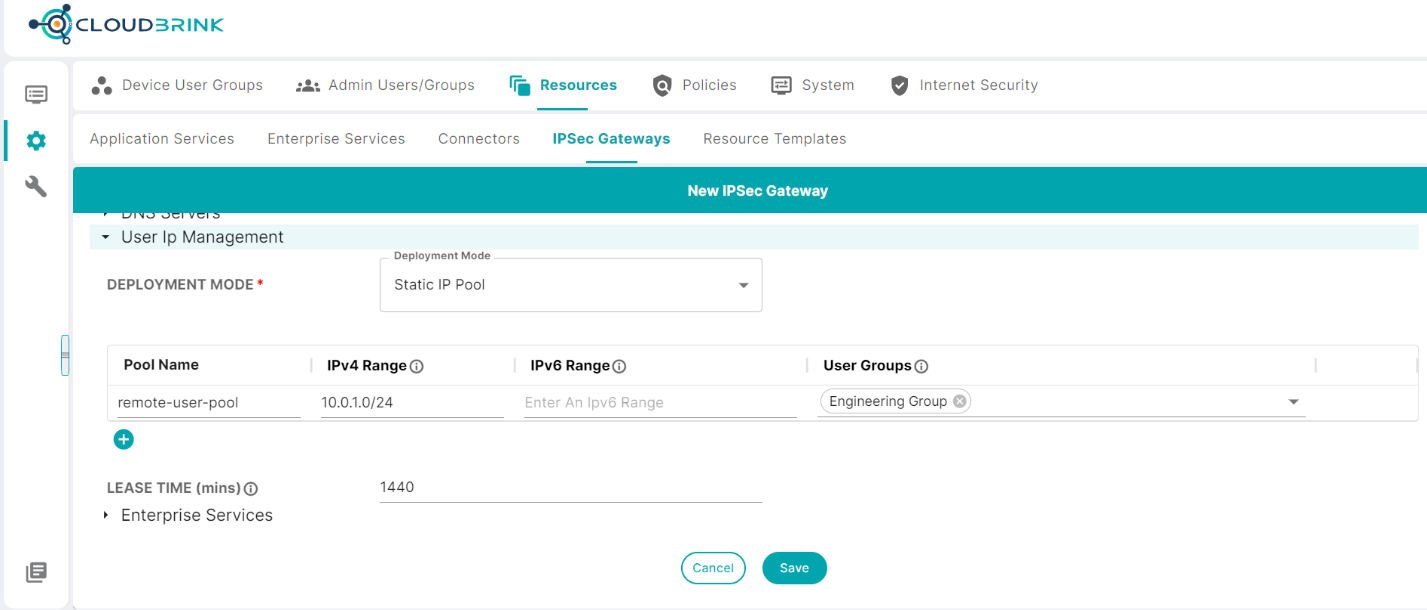 CLOUDBRINK
Device User Groups Admin Users/Groups Resources Policies System Internet Security
Application Services Enterprise Services Connectors IPSec Gateways Resource Templates
New IPSec Gateway
DNS Servers
User Ip Management
Deployment Mode
DEPLOYMENT MODE * Static IP Pool
Pool Name IPv4 Range IPv6 Range User Groups
remote-user-pool 10.0.1.0/24 Enter An Ipv6 Range Engineering Group
LEASE TIME (mins) 1440
Enterprise Services
Cancel Save